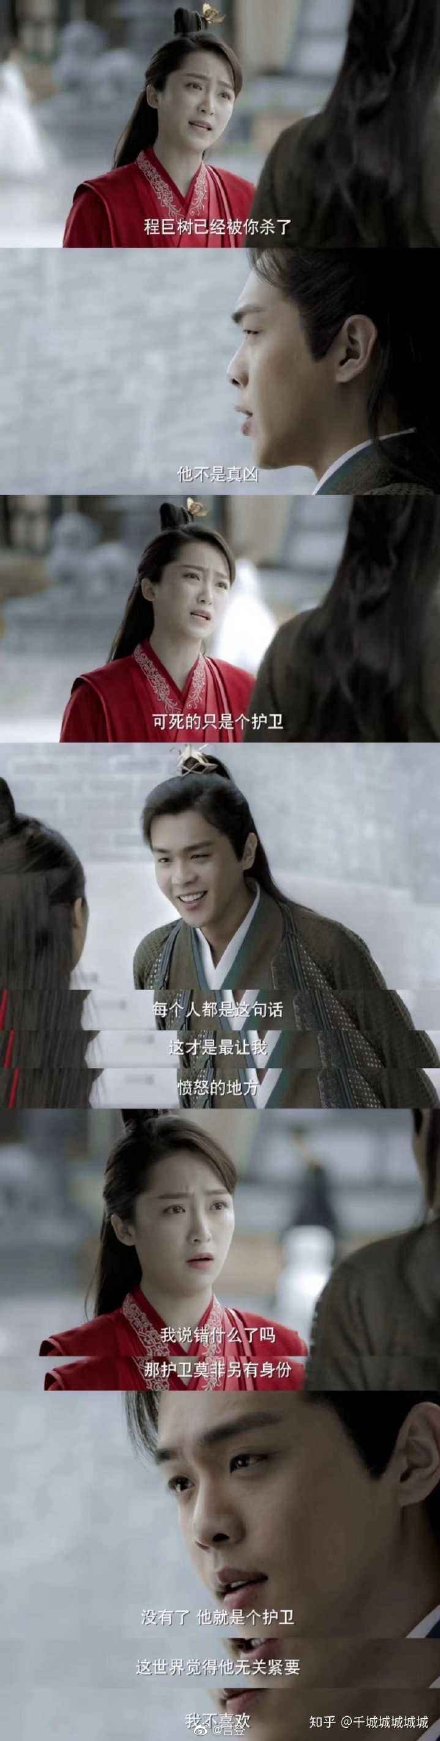 程巨树已经被你杀了
他不是真凶
可死的只是个护卫
每个人都是这句话
这才是最让我
愤怒的地方
我说错什么了吗
那护卫莫非另有身份
没有了 他就是个护卫
这世界觉得他无关紧要
我不喜欢
知乎 @千城城城城城